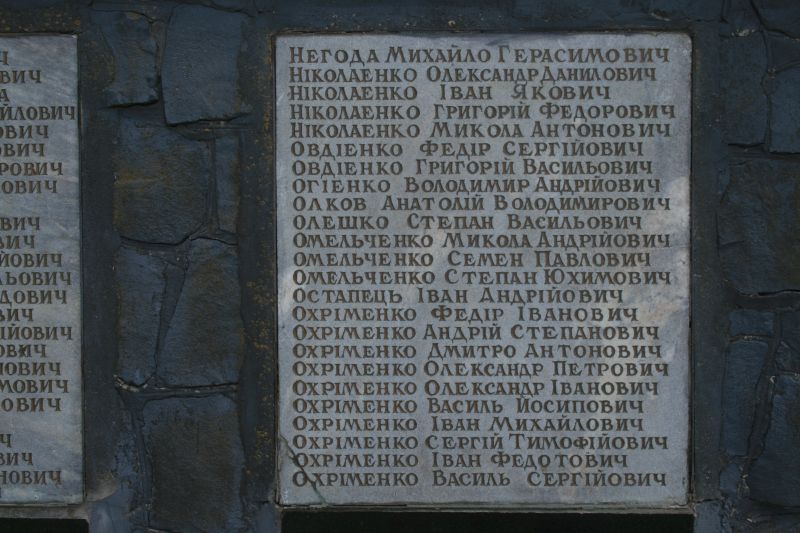 Негода Михайло Герасимович
Ніколаенко Олександр Данилович
Ніколаенко Іван Якович
Ніколаенко Григорій Федорович
Ніколаенко Микола Антонович
Овдіенко Федір Сергійович
Овдіенко Григорій Васильович
Огіенко Володимир Андрійович
Олков Анатолій Володимирович
Олешко Степан Васильович
Омельченко Микола Андрійович
Омельченко Семен Павлович
Омельченко Степан Юхимович
Остапець Іван Андрійович
Охріменко Федір Іванович
Охріменко Андрій Степанович
Охріменко Дмитро Антонович
Охріменко Олександр Петрович
Охріменко Олександр Іванович
Охріменко Василь Йосипович
Охріменко Іван Михайлович
Охріменко Сергій Тимофійович
Охріменко Іван Федотович
Охріменко Василь Сергійович